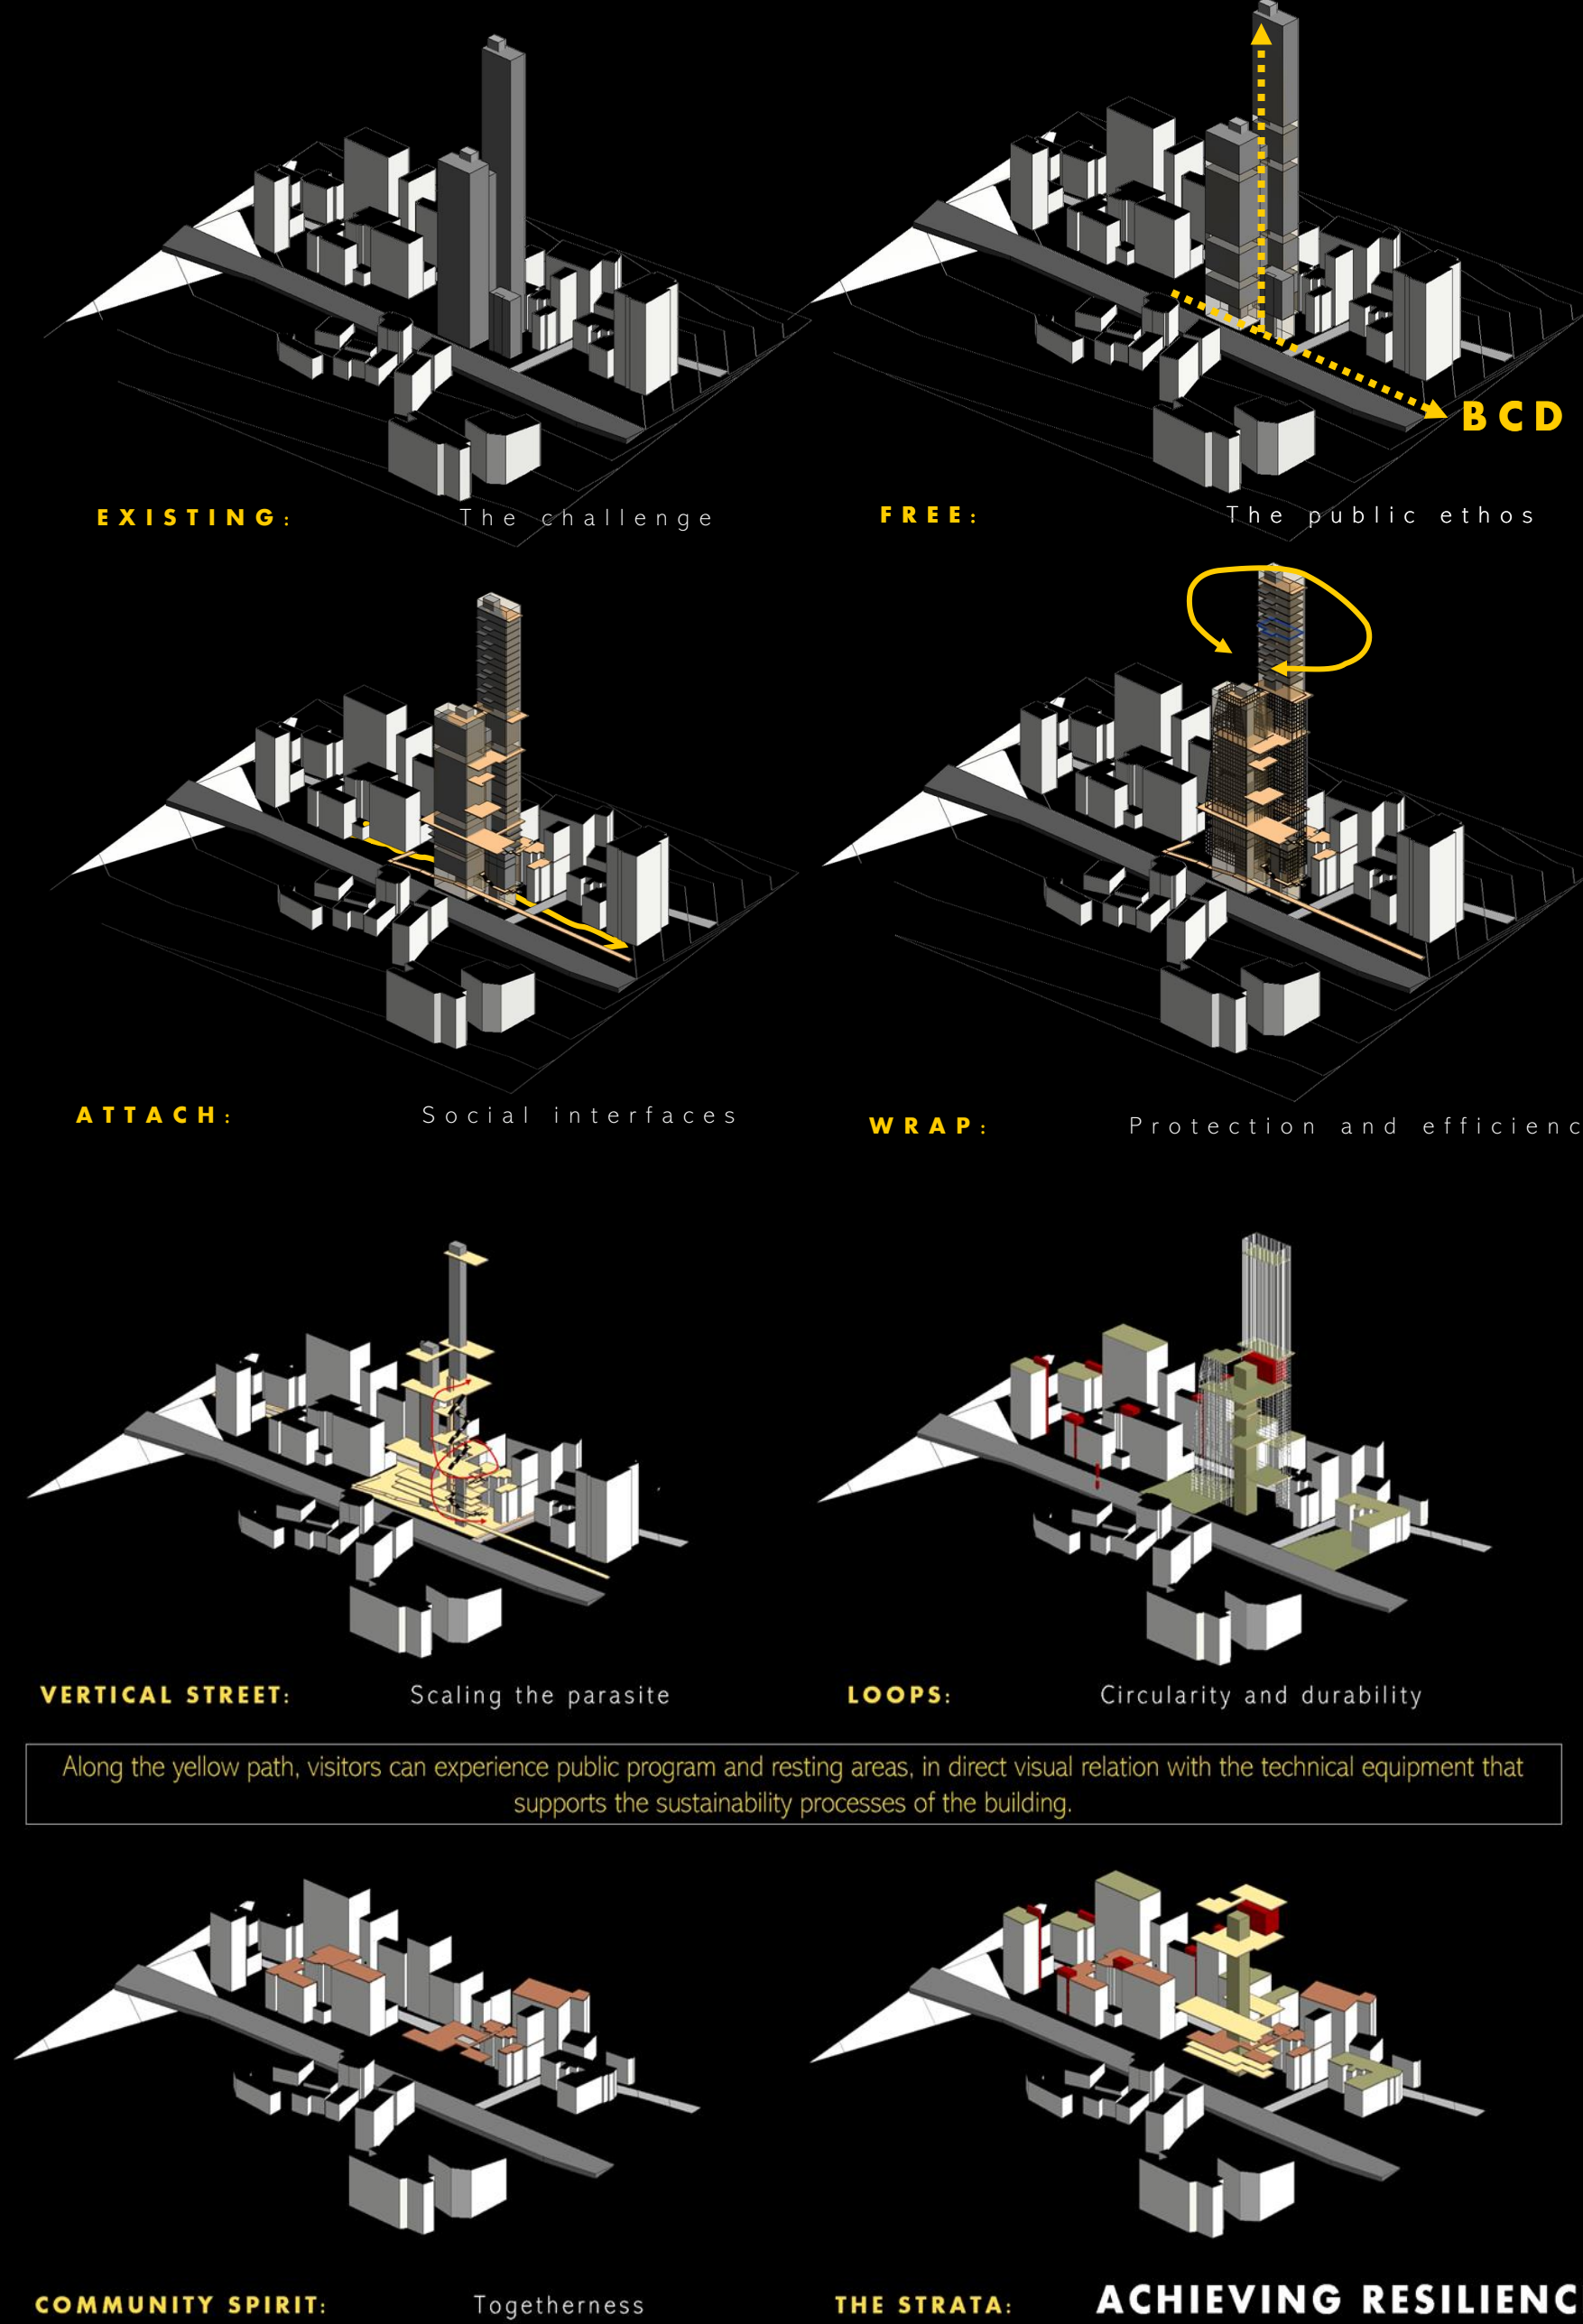 BCD
EXISTING: The challenge
FREE: The public ethos
ATTACH: Social interfaces
WRAP: Protection and efficienc
VERTICAL STREET: Scaling the parasite
LOOPS: Circularity and durability
Along the yellow path, visitors can experience public program and resting areas, in direct visual relation with the technical equipment that
supports the sustainability processes of the building.
COMMUNITY SPIRIT: Togetherness
THE STRATA: ACHIEVING RESILIENC